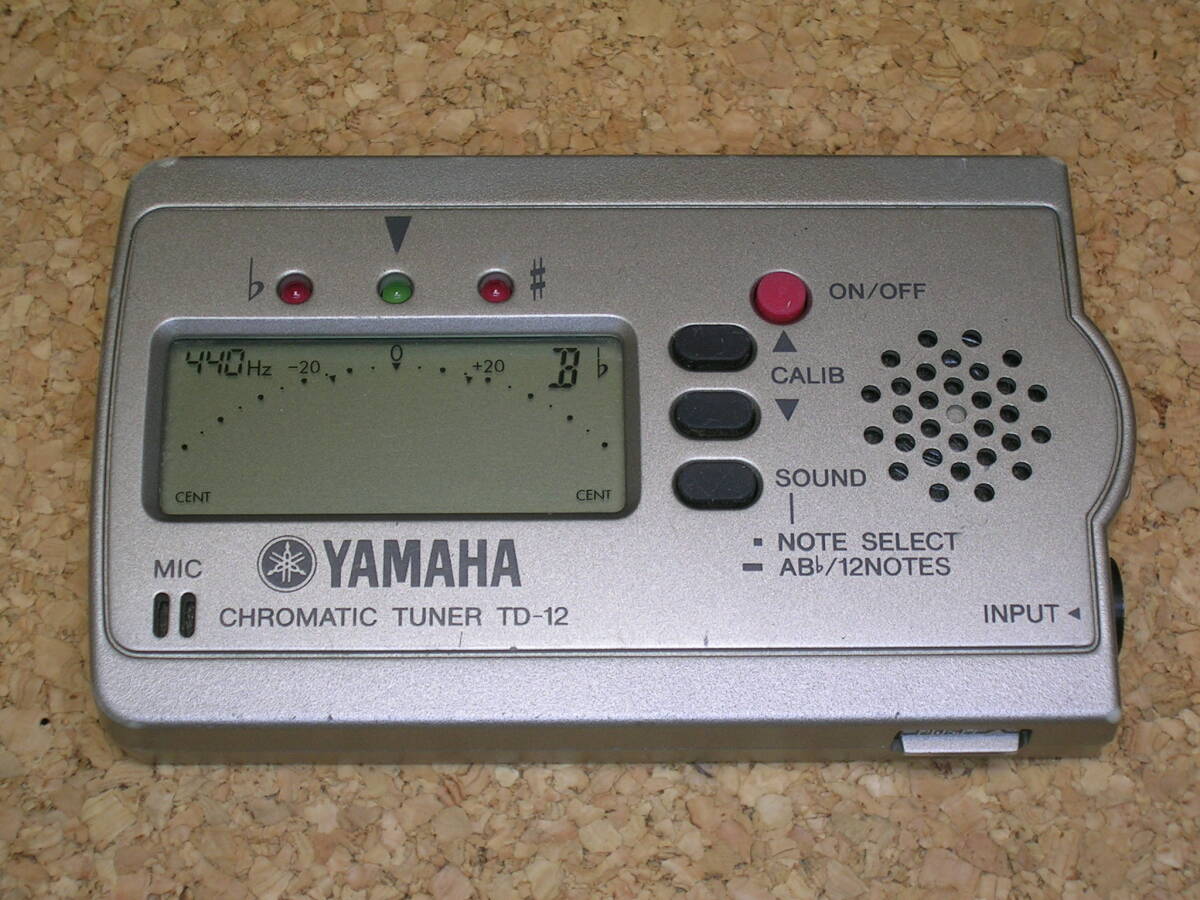 ♭ ♯
ON/OFF
440Hz -20 0 +20 B ♭
CALIB
CENT CENT
SOUND
NOTE SELECT
AB♭/12NOTES
MIC
YAMAHA
CHROMATIC TUNER TD-12
INPUT